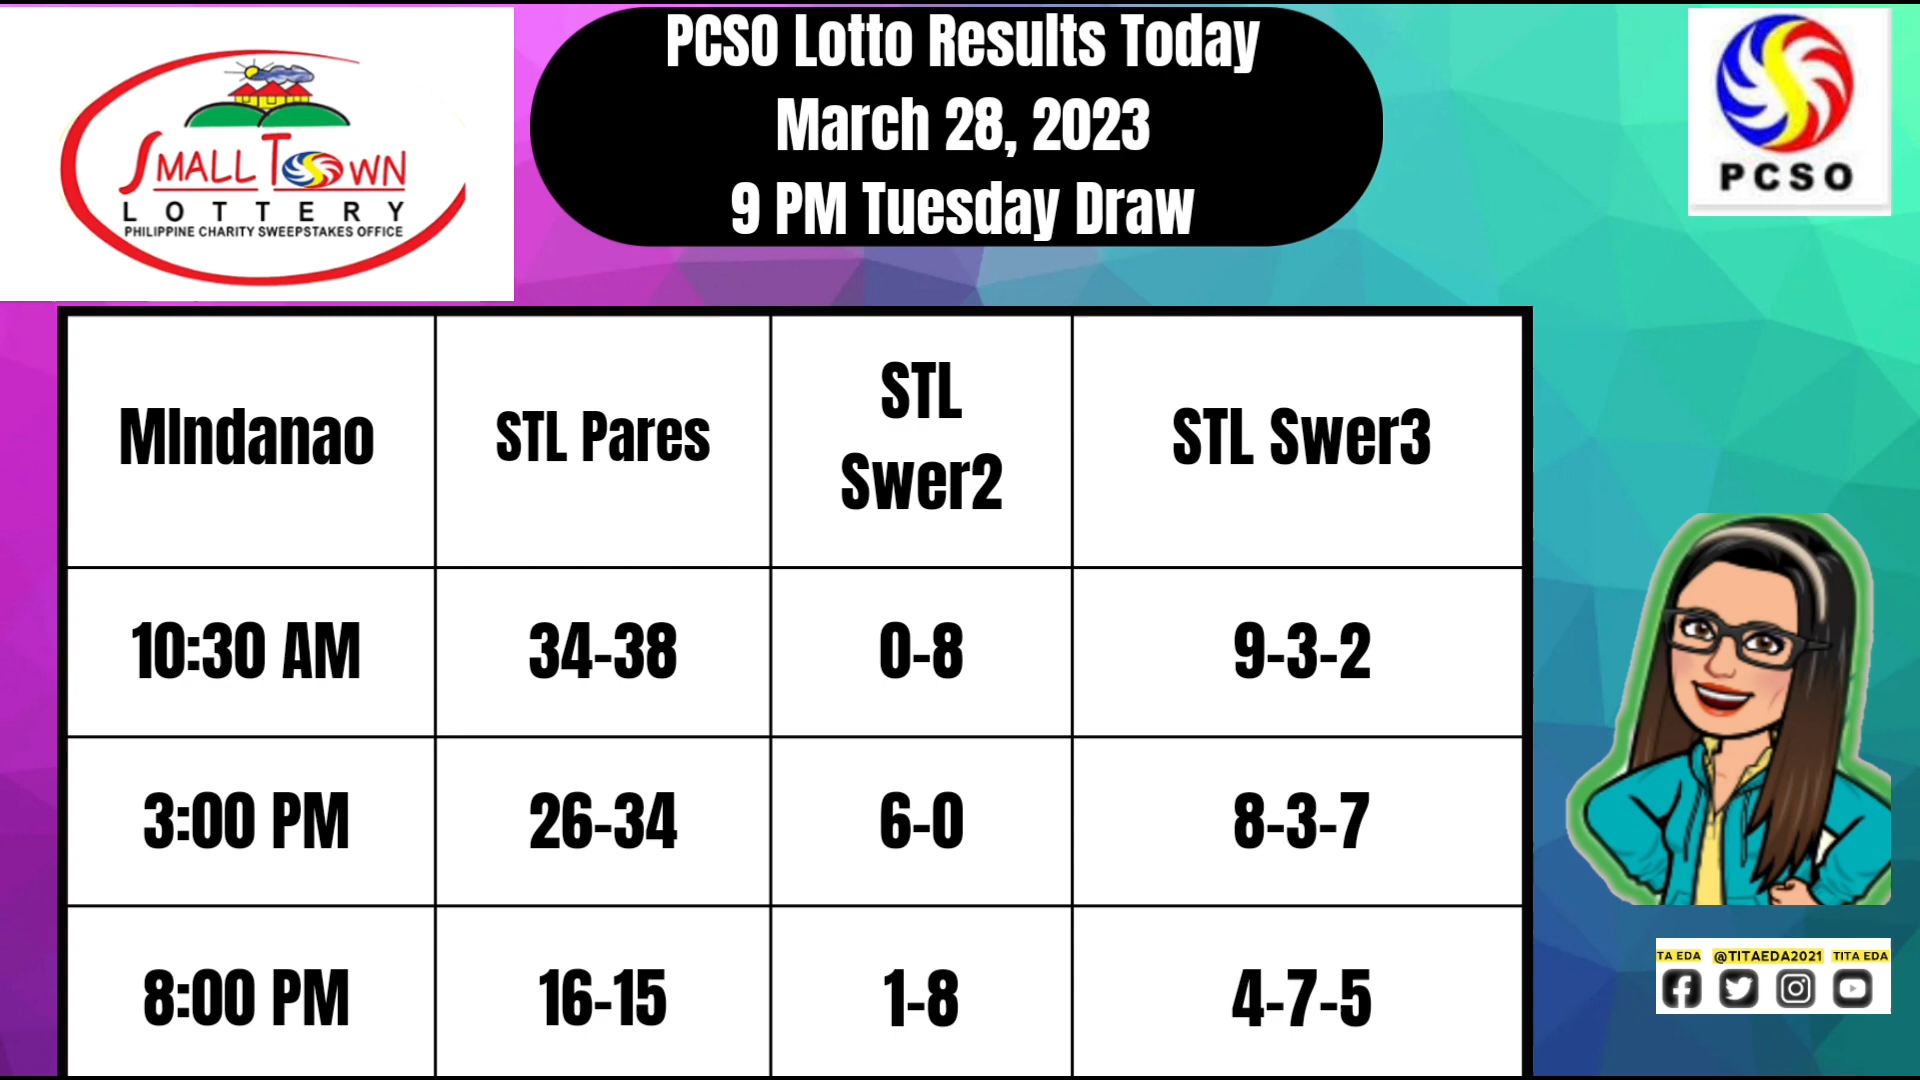 PCSO Lotto Results Today
March 28, 2023
9 PM Tuesday Draw
SMALL TOWN
LOTTERY
PHILIPPINE CHARITY SWEEPSTAKES OFFICE
PCSO
MIndanao
STL Pares
STL
Swer2
STL Swer3
10:30 AM
34-38
0-8
9-3-2
3:00 PM
26-34
6-0
8-3-7
8:00 PM
16-15
1-8
4-7-5
TA EDA @TITAEDA2021 TITA EDA